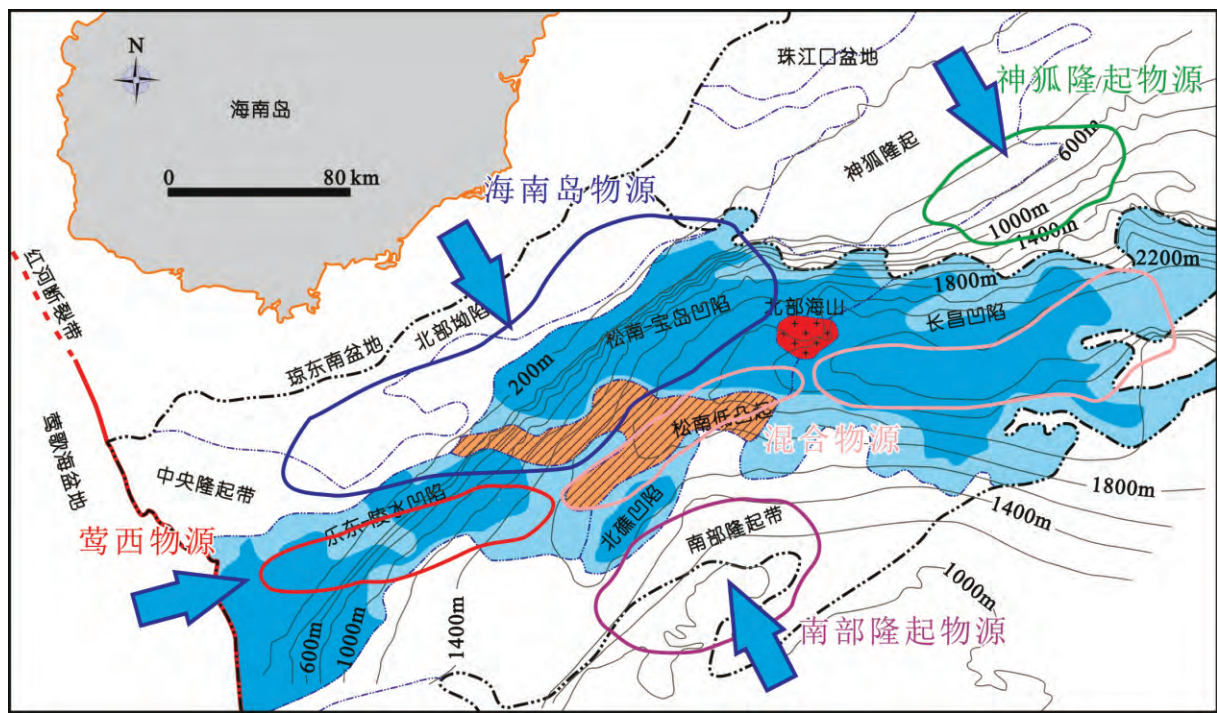 N
海南岛
0 80 km
珠江口盆地
神狐隆起物源
神狐隆起
600m
海南岛物源
1000m
1400m
2200m
红河断裂带
1800m
北部海山
长昌凹陷
松南-宝岛凹陷
北部坳陷
琼东南盆地
200m
松南低凸起
混合物源
莺歌海盆地
中央隆起带
乐东-陵水凹陷
北礁凹陷
1800m
1400m
南部隆起带
莺西物源
1000m
600m
1000m
1400m
南部隆起物源